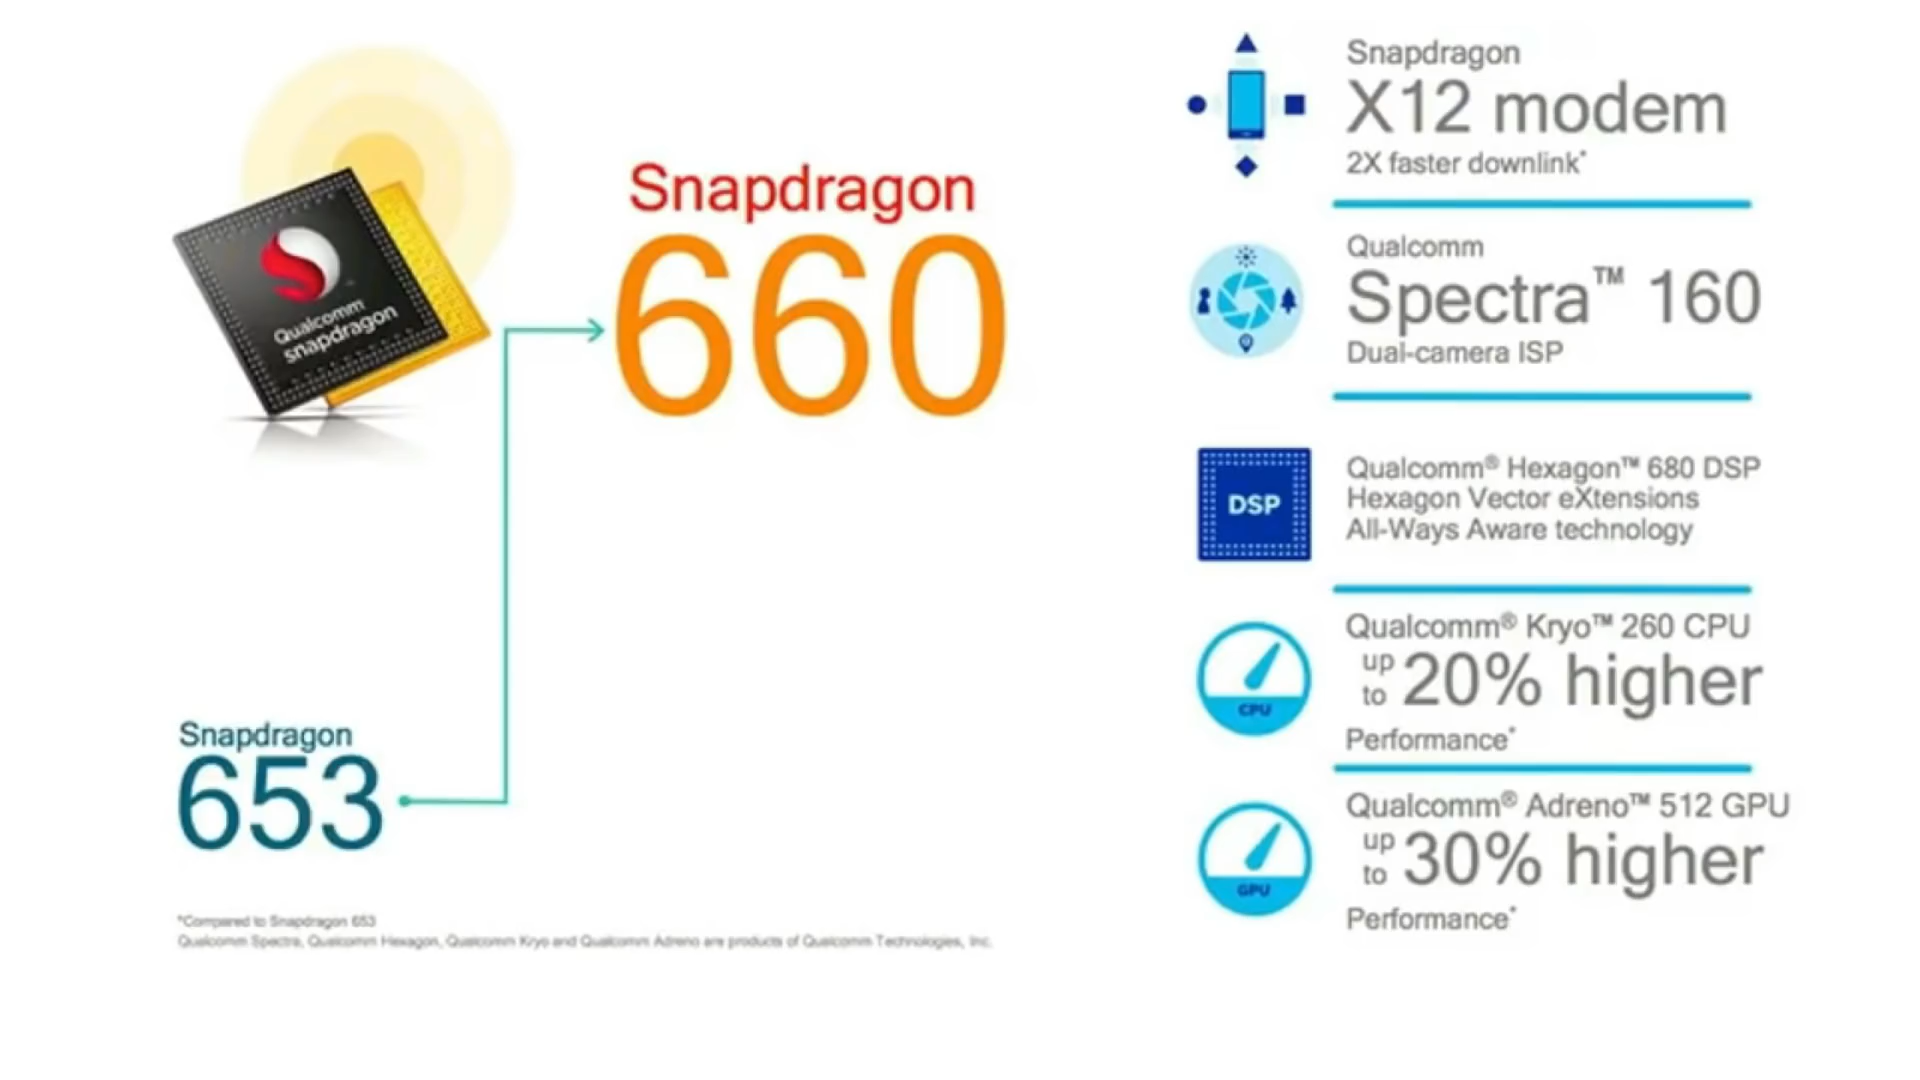 Qualcomm
snapdragon
Snapdragon
660
Snapdragon
653
*Compared to Snapdragon 653
Qualcomm Spectra, Qualcomm Hexagon, Qualcomm Kryo and Qualcomm Adreno are products of Qualcomm Technologies, Inc.
Snapdragon
X12 modem
2X faster downlink*
Qualcomm
Spectra™ 160
Dual-camera ISP
DSP
Qualcomm® Hexagon™ 680 DSP
Hexagon Vector eXtensions
All-Ways Aware technology
CPU
Qualcomm® Kryo™ 260 CPU
up to 20% higher
Performance*
GPU
Qualcomm® Adreno™ 512 GPU
up to 30% higher
Performance*